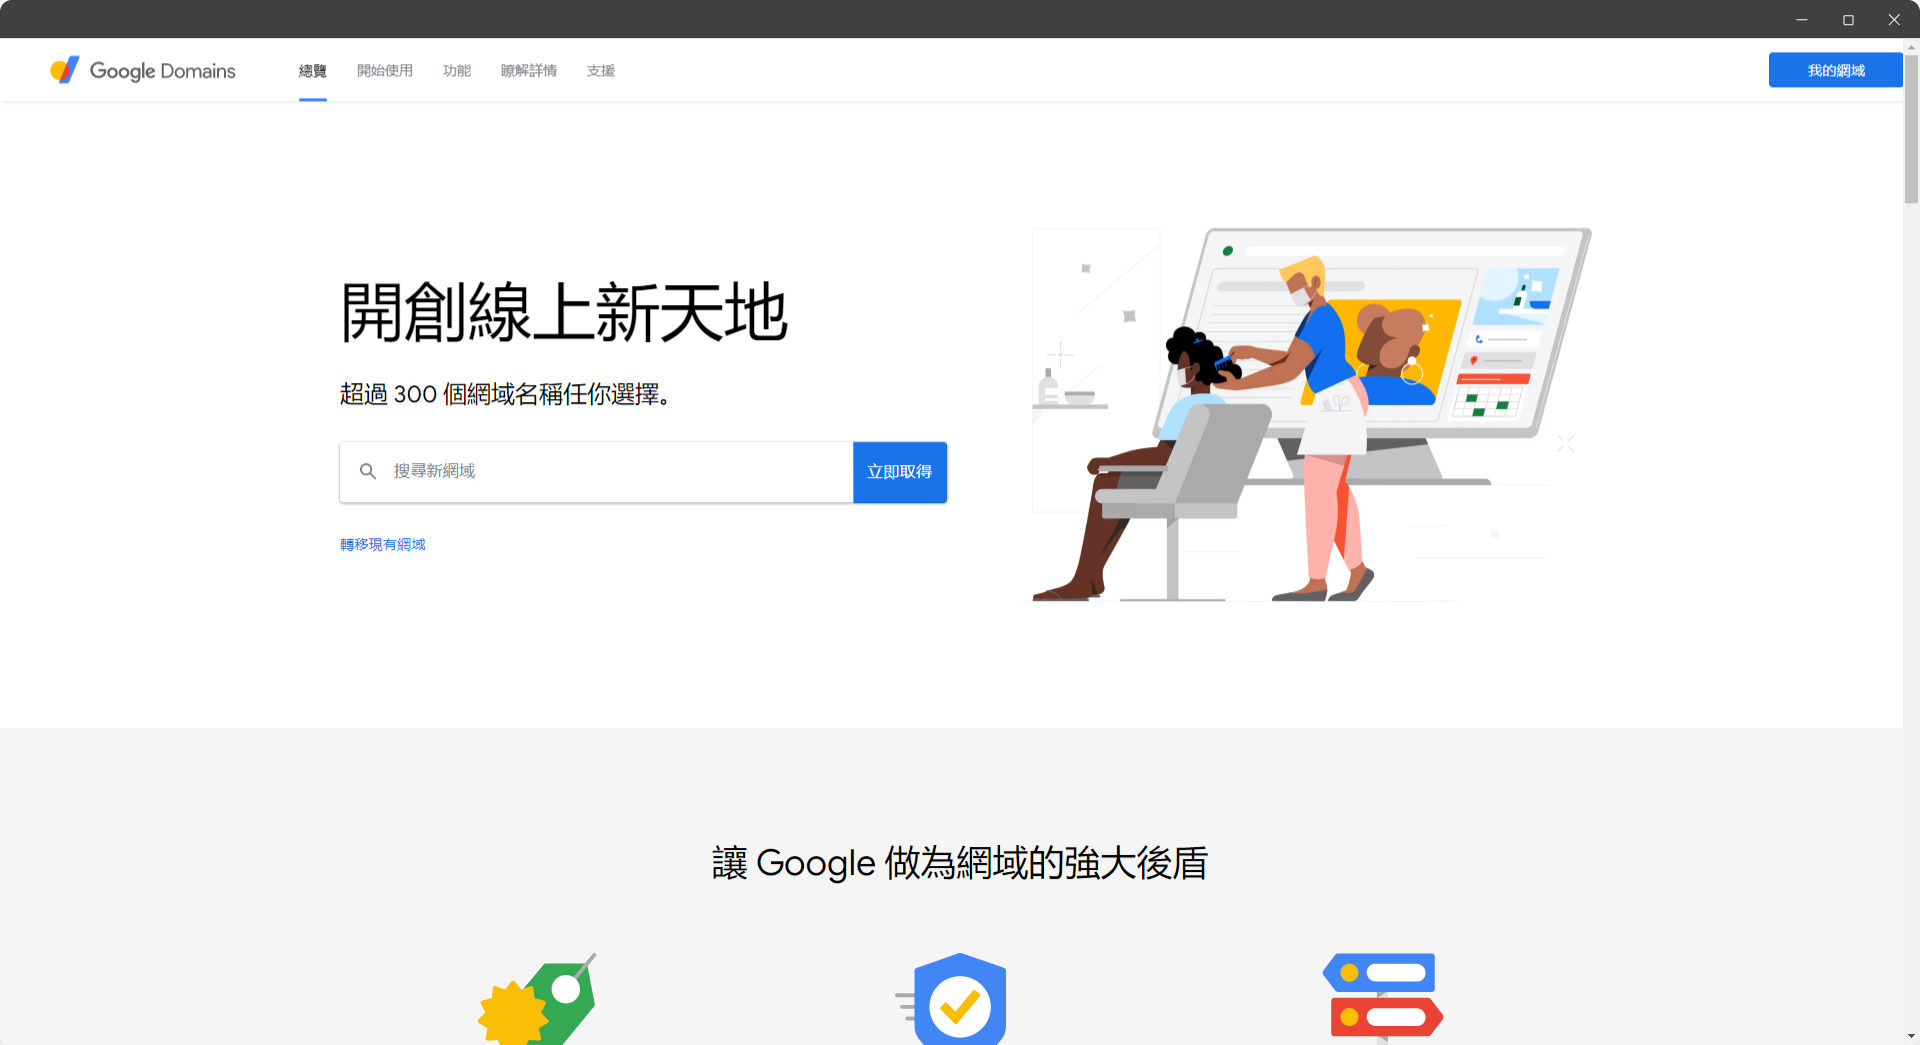 Google Domains
總覽
開始使用
功能
瞭解詳情
支援
我的網域
開創線上新天地
超過 300 個網域名稱任你選擇。
搜尋新網域
立即取得
轉移現有網域
讓 Google 做為網域的強大後盾